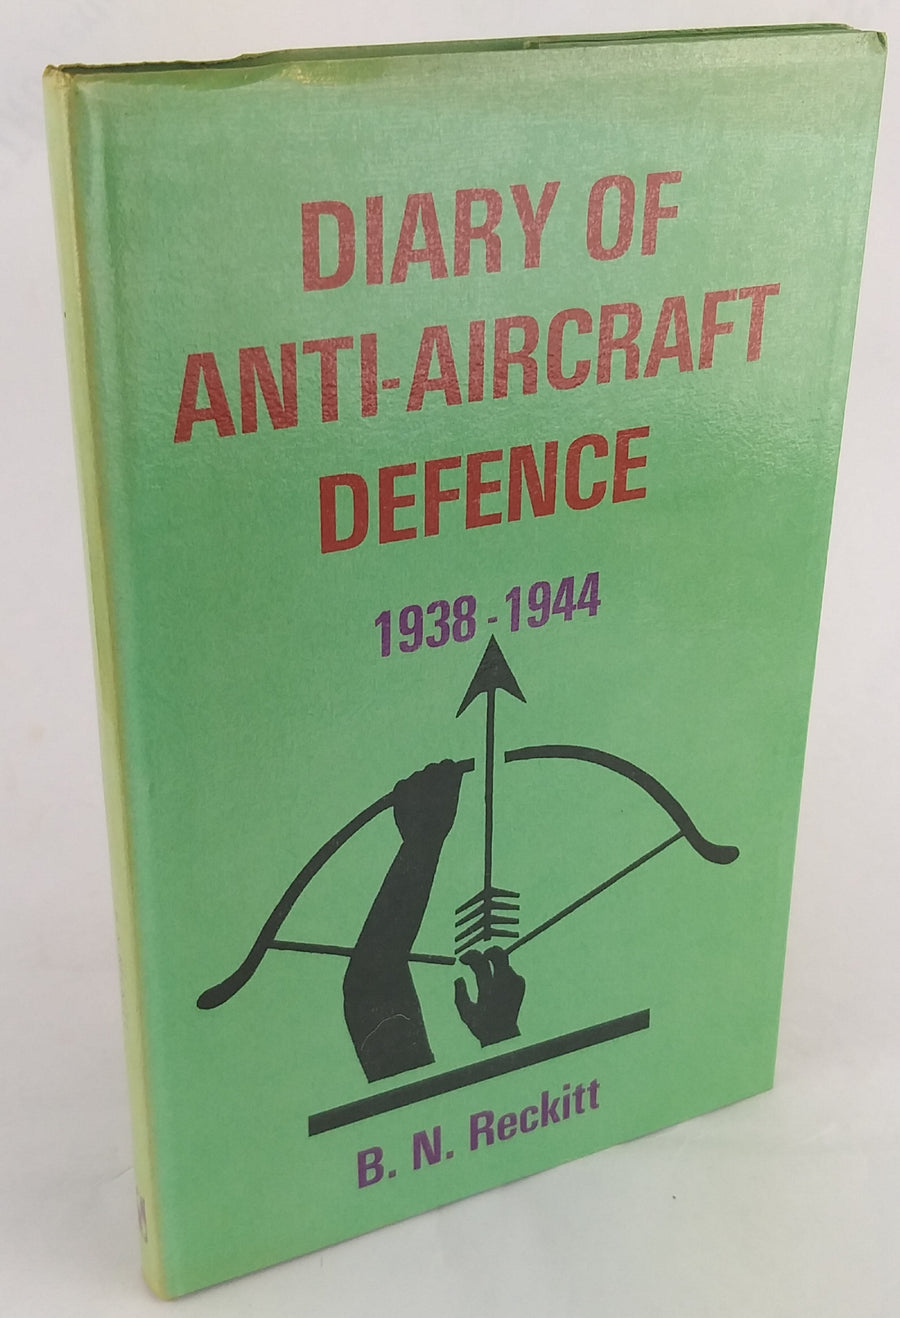 DIARY OF
ANTI-AIRCRAFT
DEFENCE
1938-1944
B. N. Reckitt